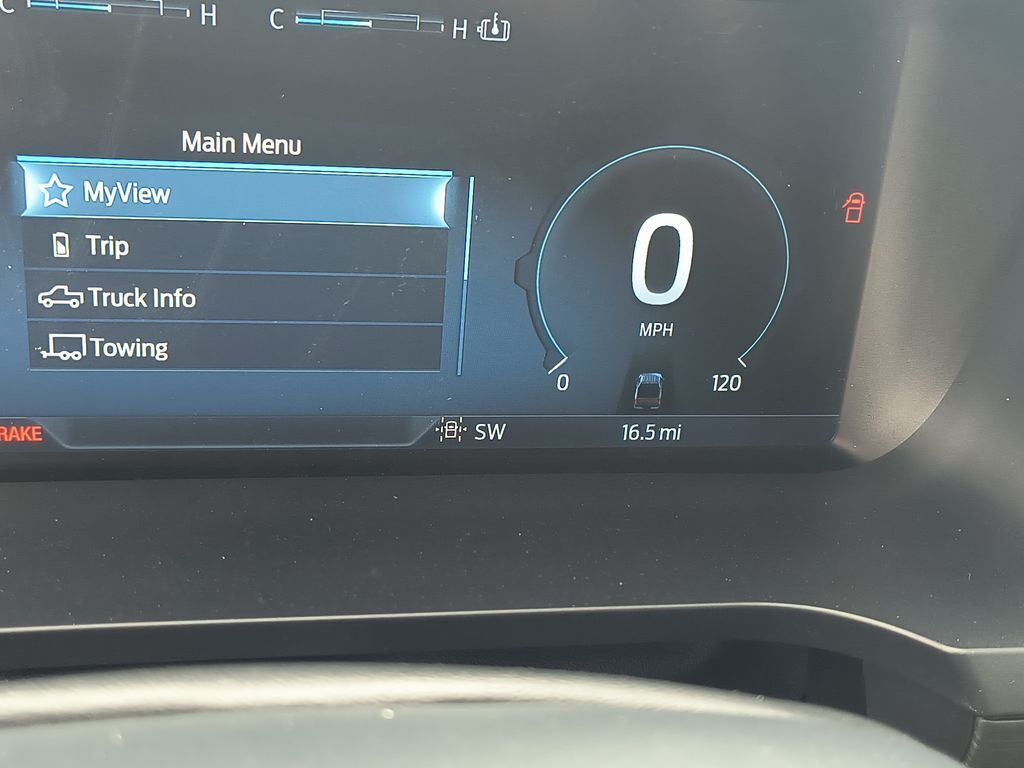 C H C H
Main Menu
MyView
Trip
Truck Info
Towing
0
MPH
0 120
RAKE SW 16.5 mi